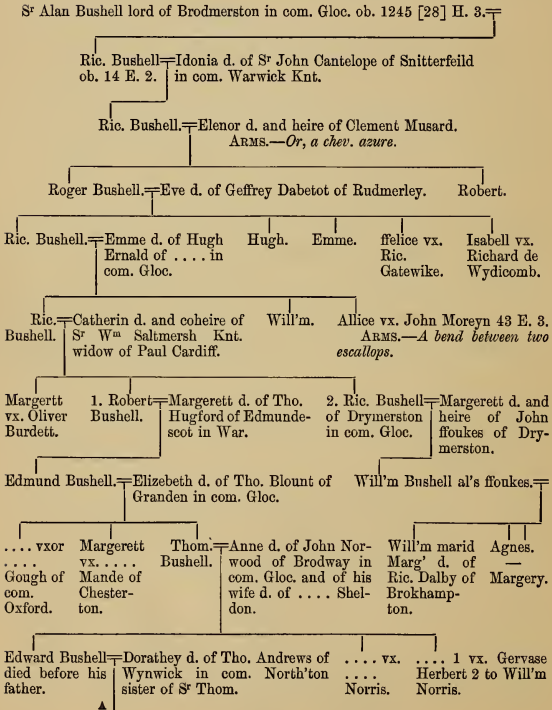 Sʳ Alan Bushell lord of Brodmerston in com. Gloc. ob. 1245 [28] H. 3.=
Ric. Bushell=Idonia d. of Sʳ John Cantelope of Snitterfeild
ob. 14 E. 2. in com. Warwick Knt.
Ric. Bushell.=Elenor d. and heire of Clement Musard.
ARMS.—Or, a chev. azure.
Roger Bushell.=Eve d. of Geffrey Dabetot of Rudmerley.
Robert.
Ric. Bushell.=Emme d. of Hugh
Ernald of .... in
com. Gloc.
Hugh.
Emme.
ffelice vx.
Ric.
Gatewike.
Isabell vx.
Richard de
Wydicomb.
Ric.=Catherin d. and coheire of
Bushell. Sʳ Wᵐ Saltmersh Knt.
widow of Paul Cardiff.
Will'm.
Allice vx. John Moreyn 43 E. 3.
ARMS.—A bend between two
escallops.
Margertt
vx. Oliver
Burdett.
1. Robert=Margerett d. of Tho.
Bushell. Hugford of Edmunde-
scot in War.
2. Ric. Bushell=Margerett d. and
of Drymerston heire of John
in com. Gloc. ffoukes of Dry-
merston.
Edmund Bushell.=Elizebeth d. of Tho. Blount of
Granden in com. Gloc.
Will'm Bushell al's ffoukes.=
.... vxor
....
Gough of
com.
Oxford.
Margerett
vx. ....
Mande of
Chester-
ton.
Thom.=Anne d. of John Nor-
Bushell. wood of Brodway in
com. Gloc. and of his
wife d. of .... Shel-
don.
Will'm marid
Marg' d. of
Ric. Dalby of
Brokhamp-
ton.
Agnes.
—
Margery.
Edward Bushell=Dorathey d. of Tho. Andrews of
died before his Wynwick in com. North'ton
father. sister of Sʳ Thom.
.... vx.
....
Norris.
.... 1 vx. Gervase
Herbert 2 to Will'm
Norris.